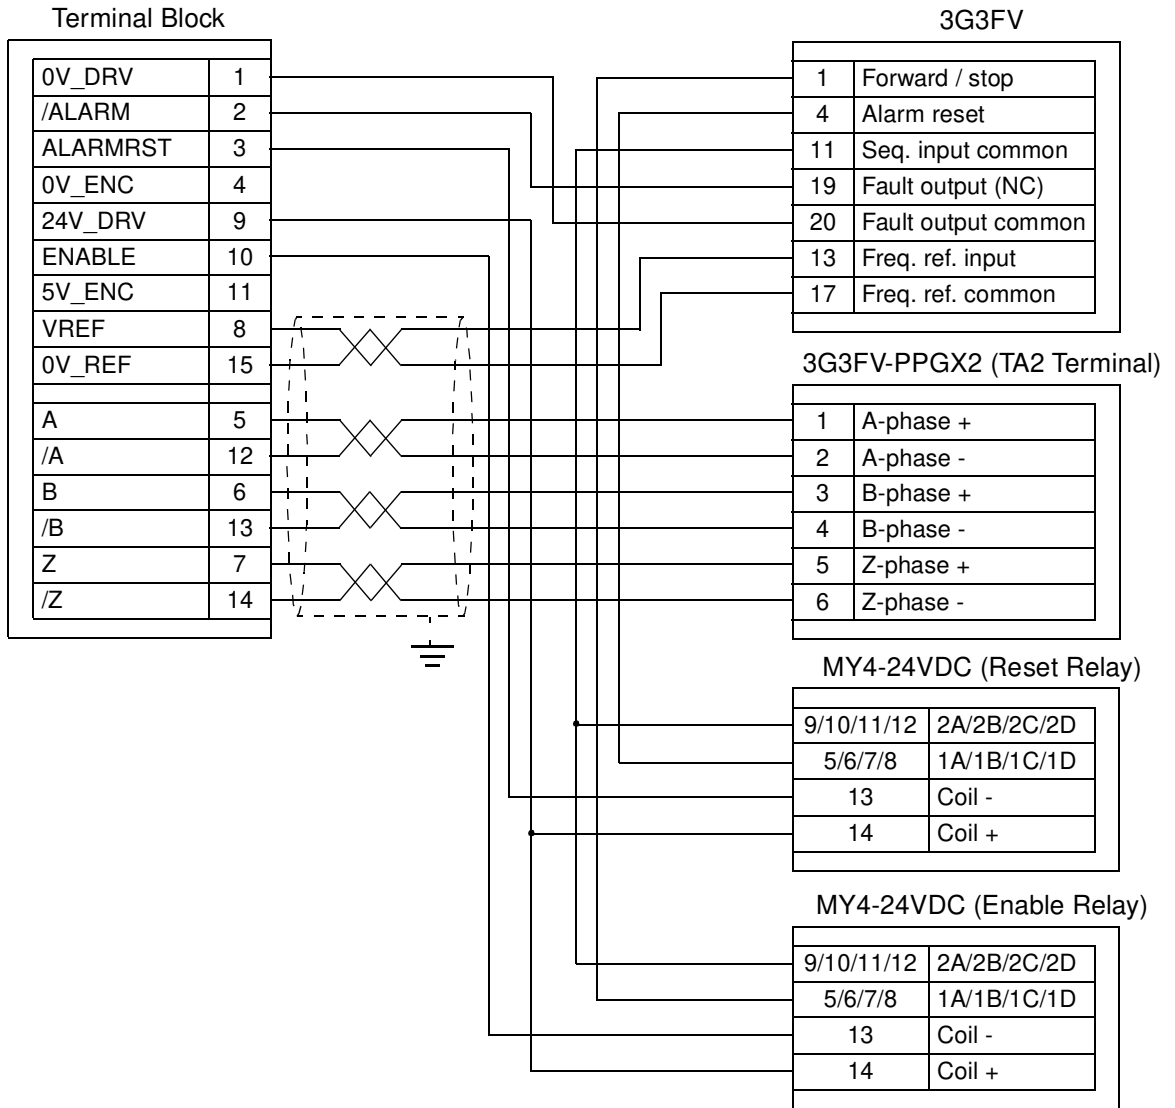 Terminal Block
0V_DRV 1
/ALARM 2
ALARMRST 3
0V_ENC 4
24V_DRV 9
ENABLE 10
5V_ENC 11
VREF 8
0V_REF 15
A 5
/A 12
B 6
/B 13
Z 7
/Z 14
3G3FV
1 Forward / stop
4 Alarm reset
11 Seq. input common
19 Fault output (NC)
20 Fault output common
13 Freq. ref. input
17 Freq. ref. common
3G3FV-PPGX2 (TA2 Terminal)
1 A-phase +
2 A-phase -
3 B-phase +
4 B-phase -
5 Z-phase +
6 Z-phase -
MY4-24VDC (Reset Relay)
9/10/11/12 2A/2B/2C/2D
5/6/7/8 1A/1B/1C/1D
13 Coil -
14 Coil +
MY4-24VDC (Enable Relay)
9/10/11/12 2A/2B/2C/2D
5/6/7/8 1A/1B/1C/1D
13 Coil -
14 Coil +